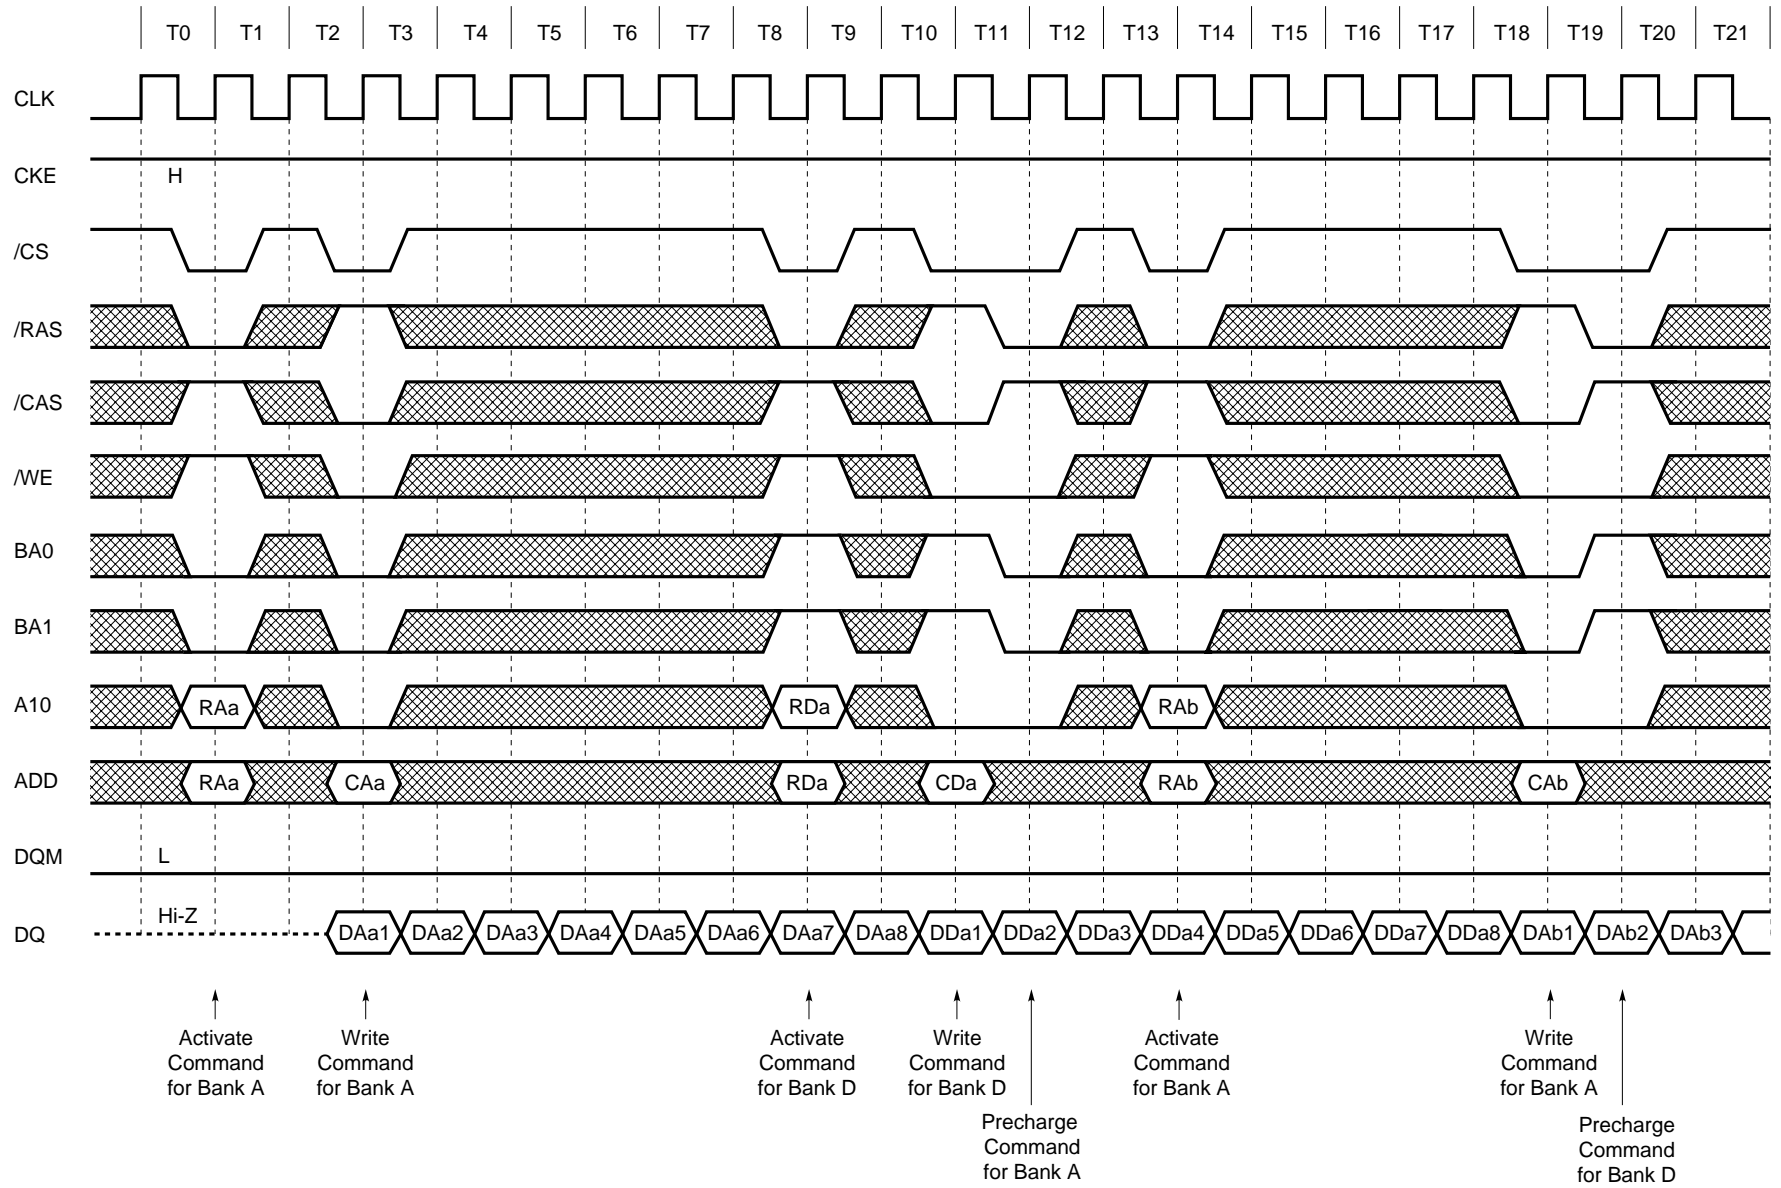 T0 T1 T2 T3 T4 T5 T6 T7 T8 T9 T10 T11 T12 T13 T14 T15 T16 T17 T18 T19 T20 T21
CLK
CKE H
/CS
/RAS
/CAS
/WE
BA0
BA1
A10 RAa RDa RAb
ADD RAa CAa RDa CDa RAb CAb
DQM L
Hi-Z
DQ DAa1 DAa2 DAa3 DAa4 DAa5 DAa6 DAa7 DAa8 DDa1 DDa2 DDa3 DDa4 DDa5 DDa6 DDa7 DDa8 DAb1 DAb2 DAb3
Activate
Command
for Bank A
Write
Command
for Bank A
Activate
Command
for Bank D
Write
Command
for Bank D
Precharge
Command
for Bank A
Activate
Command
for Bank A
Write
Command
for Bank A
Precharge
Command
for Bank D